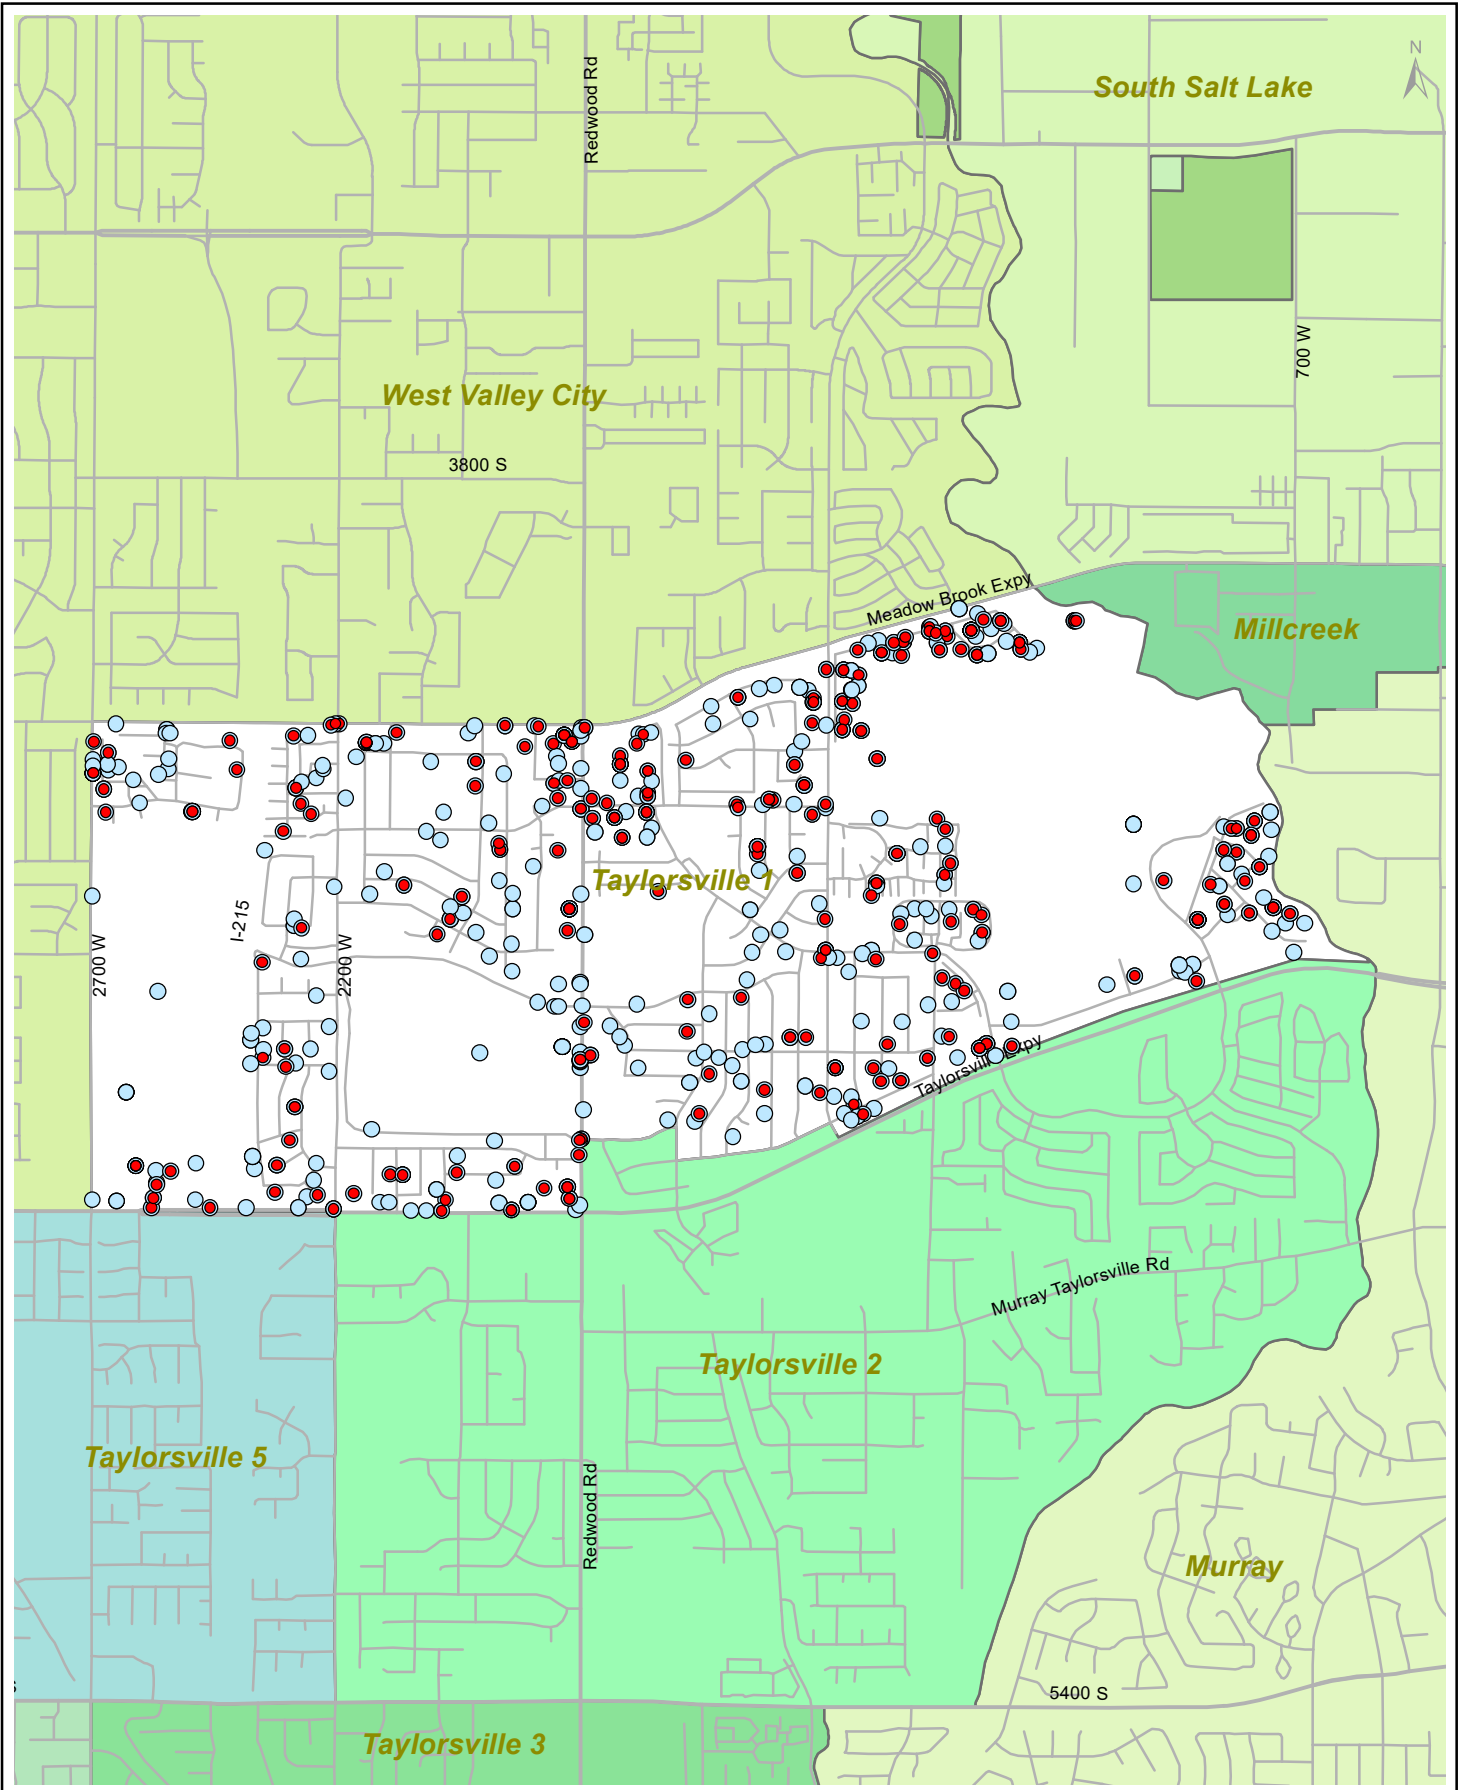 N
South Salt Lake
Redwood Rd
700 W
West Valley City
3800 S
Meadow Brook Expy
Millcreek
Taylorsville 1
I-215
2700 W
2200 W
Taylorsville Expy
Murray Taylorsville Rd
Taylorsville 2
Taylorsville 5
Redwood Rd
Murray
5400 S
Taylorsville 3